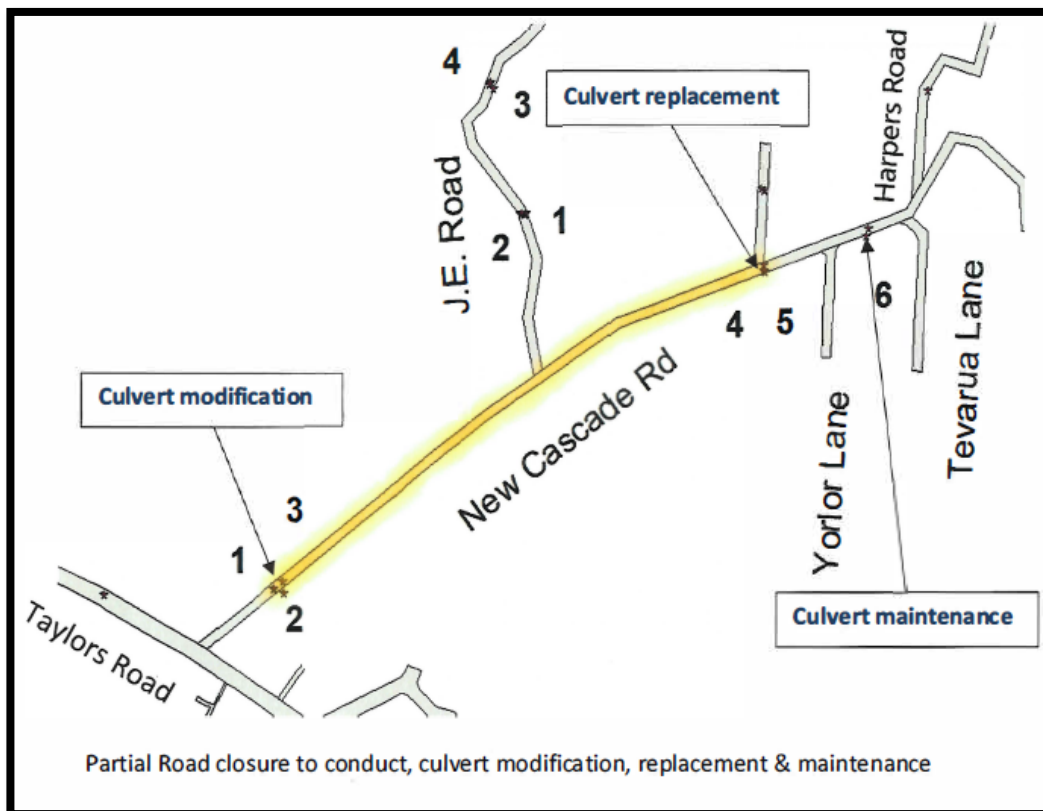 4
3
Culvert replacement
Harpers Road
J.E. Road
1
2
4
5
6
Culvert modification
New Cascade Rd
Yorlor Lane
Tevarua Lane
3
1
2
Culvert maintenance
Taylors Road
Partial Road closure to conduct, culvert modification, replacement & maintenance